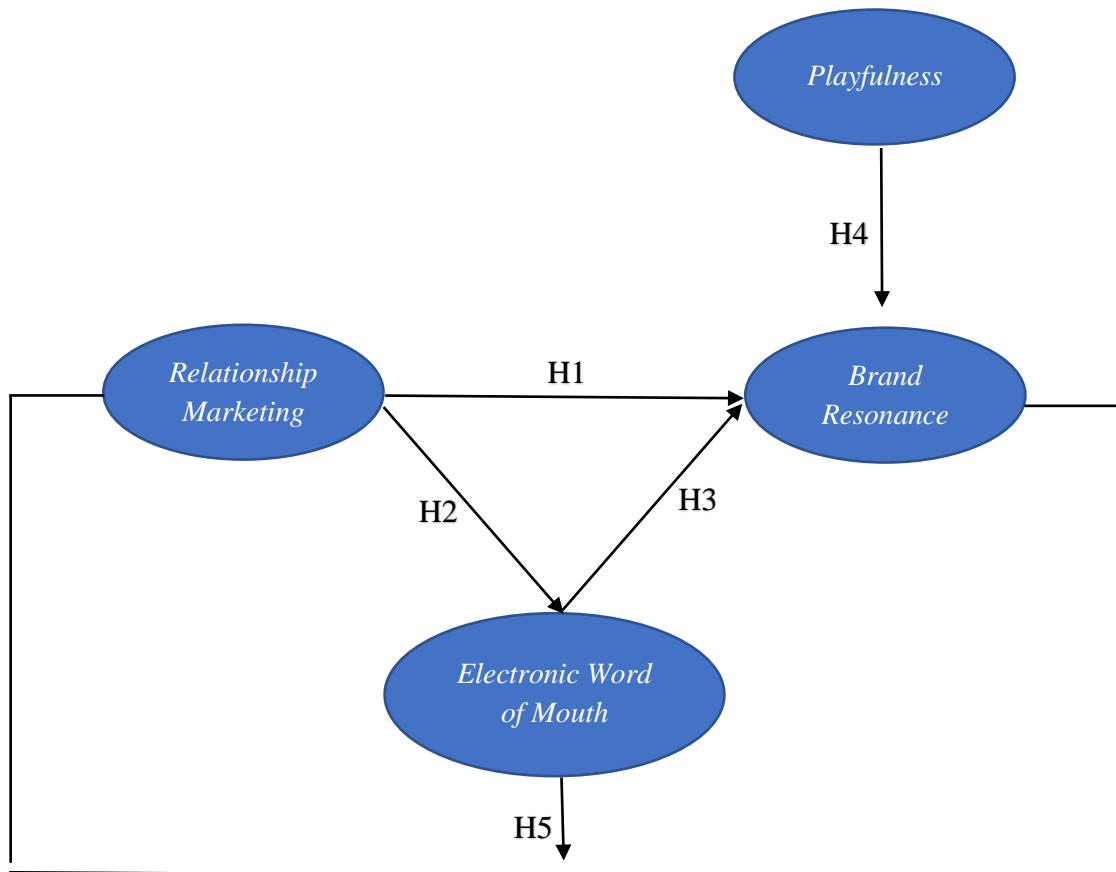 Playfulness
H4
Relationship
Marketing
H1
Brand
Resonance
H2
H3
Electronic Word
of Mouth
H5